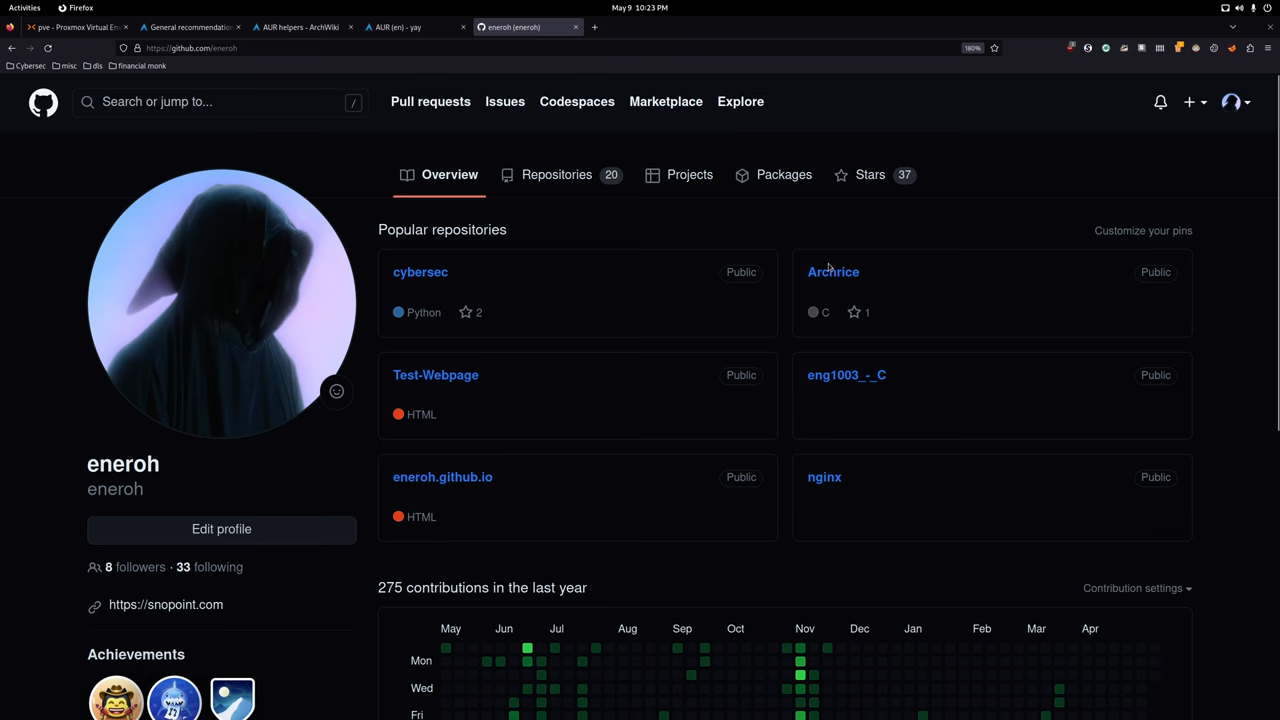 Activities Firefox May 9 10:23 PM
pve - Proxmox Virtual En General recommendation AUR helpers - ArchWiki AUR (en) - yay eneroh (eneroh)
https://github.com/eneroh 180%
Cybersec misc dls financial monk
Search or jump to... / Pull requests Issues Codespaces Marketplace Explore
Overview Repositories 20 Projects Packages Stars 37
Popular repositories Customize your pins
cybersec Public
Python 2
Archrice Public
C 1
Test-Webpage Public
HTML
eng1003_-_C Public
eneroh.github.io Public
HTML
nginx Public
eneroh
eneroh
Edit profile
8 followers · 33 following
https://snopoint.com
Achievements
275 contributions in the last year Contribution settings
May Jun Jul Aug Sep Oct Nov Dec Jan Feb Mar Apr
Mon
Wed
Fri